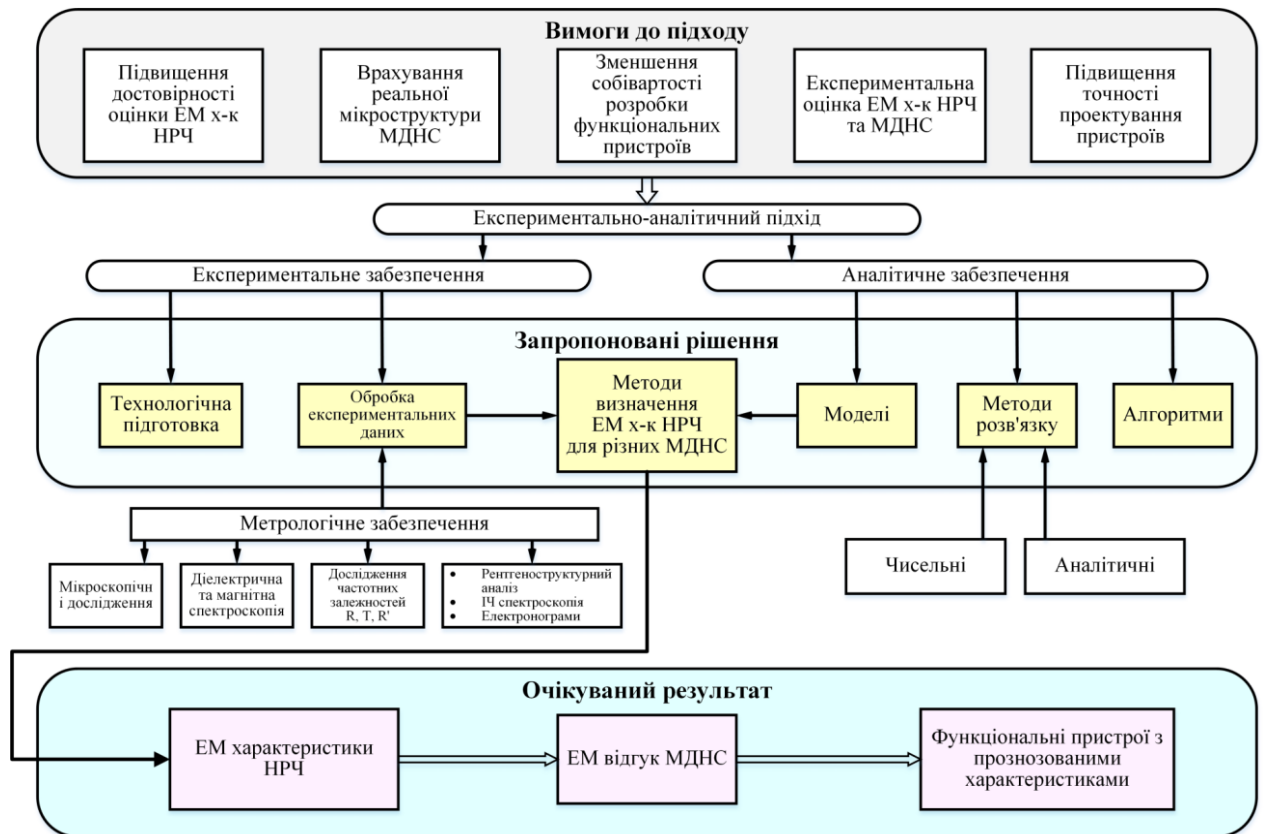 Вимоги до підходу
Підвищення
достовірності
оцінки ЕМ х-к
НРЧ
Врахування
реальної
мікроструктури
МДНС
Зменшення
собівартості
розробки
функціональних
пристроїв
Експериментальна
оцінка ЕМ х-к НРЧ
та МДНС
Підвищення
точності
проектування
пристроїв
Експериментально-аналітичний підхід
Експериментальне забезпечення
Аналітичне забезпечення
Запропоновані рішення
Технологічна
підготовка
Обробка
експериментальних
даних
Методи
визначення
ЕМ х-к НРЧ
для різних МДНС
Моделі
Методи
розв'язку
Алгоритми
Метрологічне забезпечення
Мікроскопічн
і дослідження
Діелектрична
та магнітна
спектроскопія
Дослідження
частотних
залежностей
R, T, R'
• Рентгеноструктурний
аналіз
• ІЧ спектроскопія
• Електронограми
Чисельні
Аналітичні
Очікуваний результат
ЕМ характеристики
НРЧ
ЕМ відгук МДНС
Функціональні пристрої з
прознозованими
характеристиками